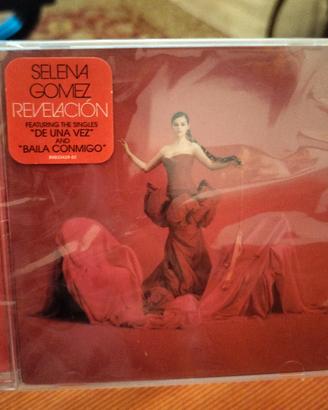 SELENA
GOMEZ
REVELACIÓN
FEATURING THE SINGLES
"DE UNA VEZ"
AND
"BAILA CONMIGO"